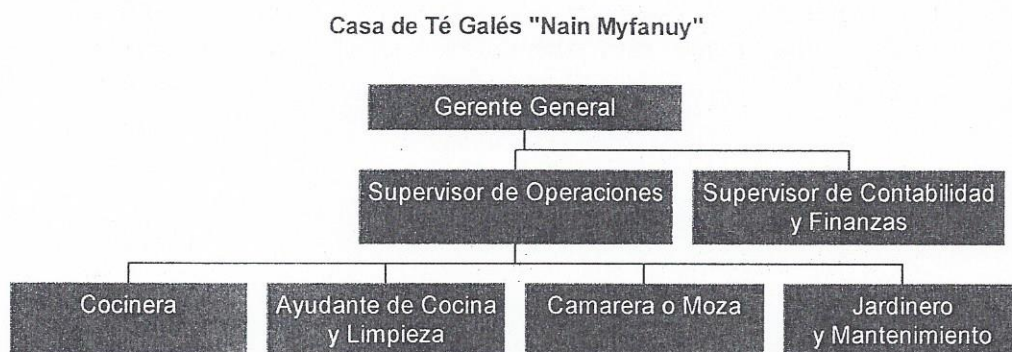 Casa de Té Galés "Nain Myfanuy"
Gerente General
Supervisor de Operaciones
Supervisor de Contabilidad
y Finanzas
Cocinera
Ayudante de Cocina
y Limpieza
Camarera o Moza
Jardinero
y Mantenimiento